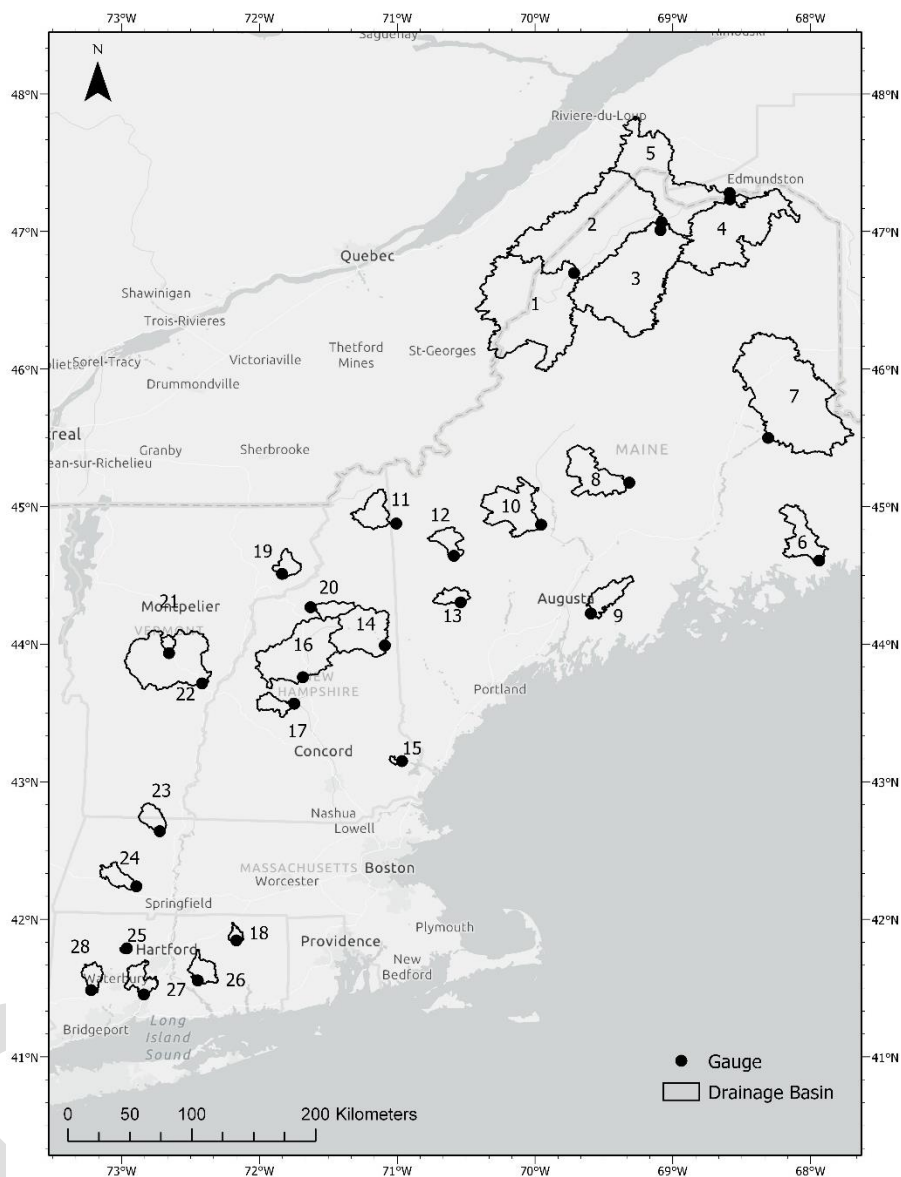 73°W 72°W 71°W 70°W 69°W 68°W
Saguenay
Rimouski
N
48°N 48°N
Riviere-du-Loup
5
Edmundston
2
4
47°N 47°N
Quebec
3
1
Shawinigan
Trois-Rivieres
Sorel-Tracy
Victoriaville
Thetford
Mines
St-Georges
46°N 46°N
Drummondville
7
real
Granby
Sherbrooke
MAINE
ean-sur-Richelieu
8
45°N 45°N
11
10
12
6
19
20
21
Montpelier
Augusta
9
13
VERMONT
14
44°N 44°N
16
22
NEW
HAMPSHIRE
Portland
17
Concord
15
43°N 43°N
23
Nashua
Lowell
24
MASSACHUSETTS
Boston
Worcester
Springfield
42°N 42°N
18
Plymouth
25
28
Hartford
Providence
New
Bedford
Waterbury
26
27
Long
Island
Sound
Bridgeport
41°N 41°N
Gauge
Drainage Basin
0 50 100 200 Kilometers
73°W 72°W 71°W 70°W 69°W 68°W